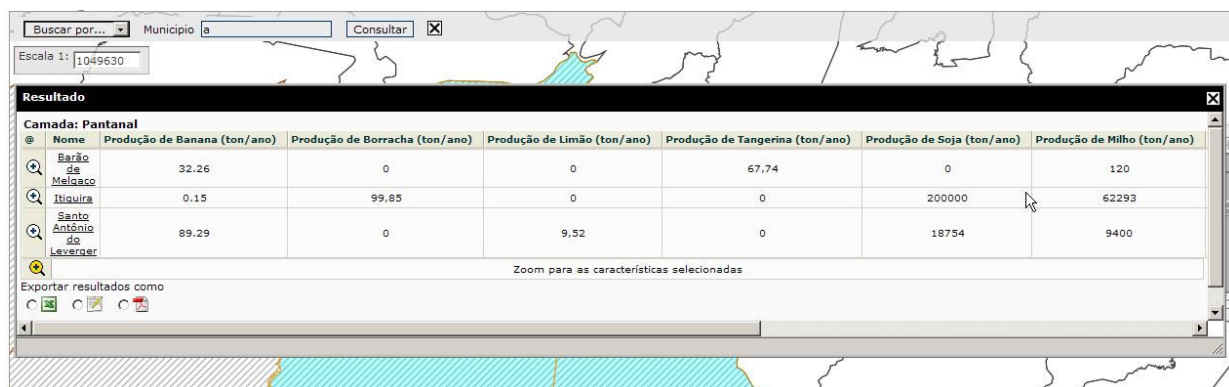 Buscar por... Municipio a Consultar
Escala 1: 1049630
Resultado
Camada: Pantanal
@ Nome Produção de Banana (ton/ano) Produção de Borracha (ton/ano) Produção de Limão (ton/ano) Produção de Tangerina (ton/ano) Produção de Soja (ton/ano) Produção de Milho (ton/ano)
Barão
de
Melgaco
32.26 0 0 67,74 0 120
Itiquira 0.15 99,85 0 0 200000 62293
Santo
Antônio
do
Leverger
89.29 0 9,52 0 18754 9400
Zoom para as características selecionadas
Exportar resultados como